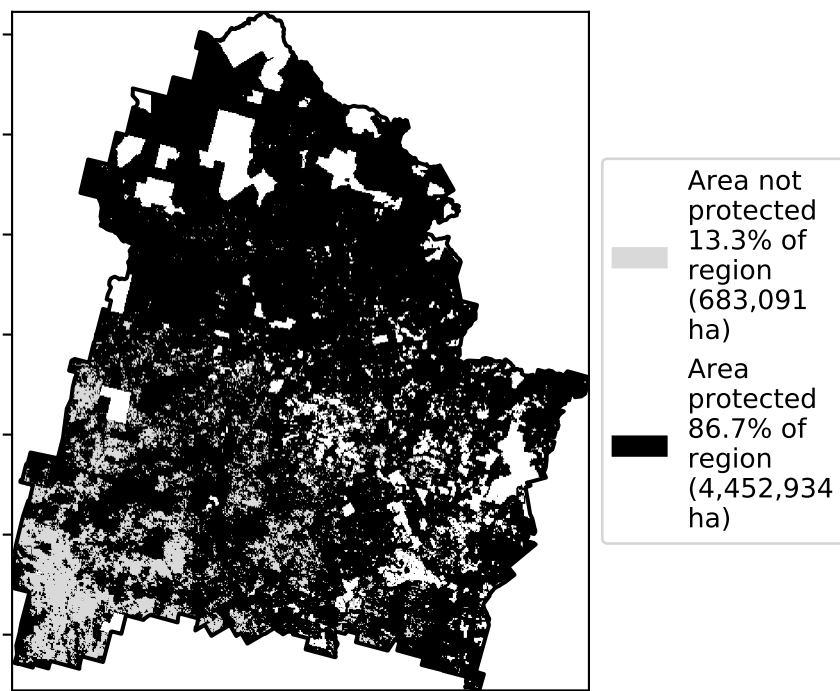 Area not
protected
13.3% of
region
(683,091
ha)
Area
protected
86.7% of
region
(4,452,934
ha)